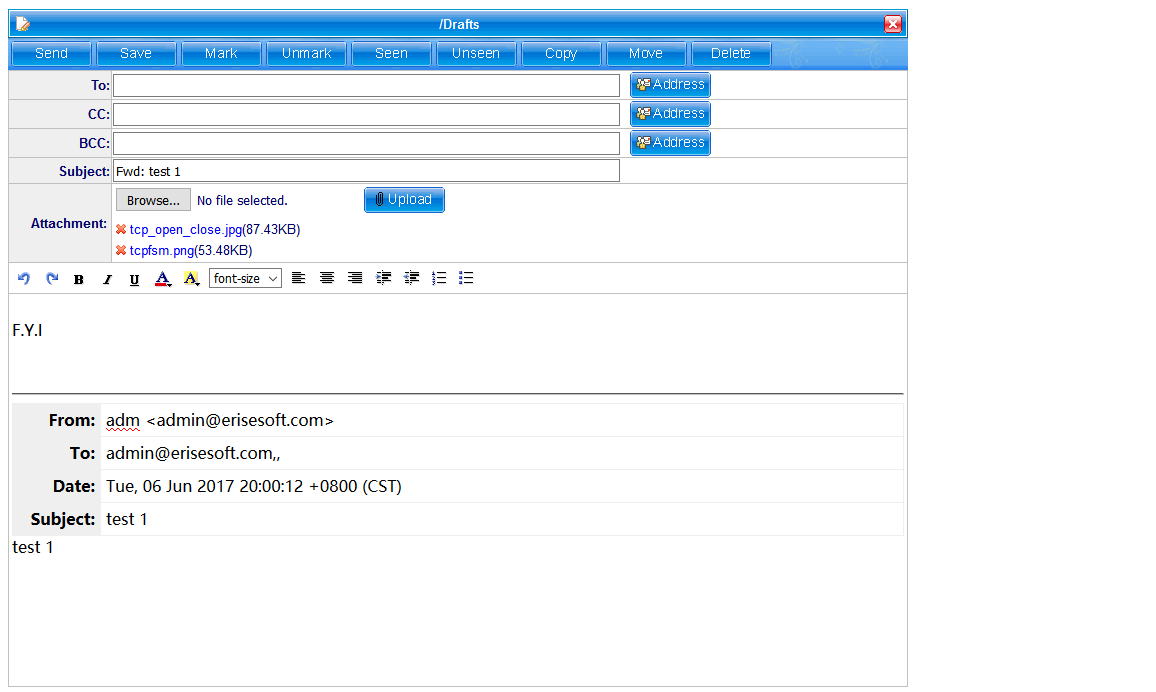 /Drafts
Send Save Mark Unmark Seen Unseen Copy Move Delete
To: Address
CC: Address
BCC: Address
Subject: Fwd: test 1
Attachment: Browse... No file selected. Upload
tcp_open_close.jpg(87.43KB)
tcpfsm.png(53.48KB)
B I U A A font-size
F.Y.I
From: adm <admin@erisesoft.com>
To: admin@erisesoft.com,,
Date: Tue, 06 Jun 2017 20:00:12 +0800 (CST)
Subject: test 1
test 1